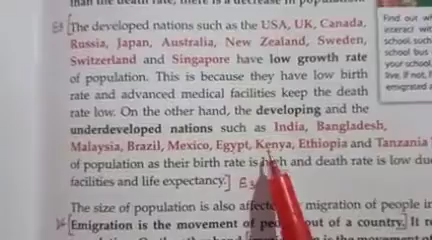 than the death rate, there is a decrease in population.
The developed nations such as the USA, UK, Canada,
Russia, Japan, Australia, New Zealand, Sweden,
Switzerland and Singapore have low growth rate
of population. This is because they have low birth
rate and advanced medical facilities keep the death
rate low. On the other hand, the developing and the
underdeveloped nations such as India, Bangladesh,
Malaysia, Brazil, Mexico, Egypt, Kenya, Ethiopia and Tanzania
of population as their birth rate is high and death rate is low du
facilities and life expectancy.]
The size of population is also affected migration of people in
[Emigration is the movement of out of a country. It
Find out
interact wi
school, such
school bus
your school
live. If not,
emigrated